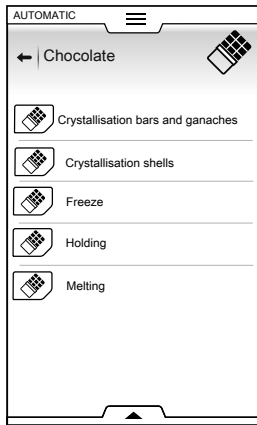 AUTOMATIC
Chocolate
Crystallisation bars and ganaches
Crystallisation shells
Freeze
Holding
Melting